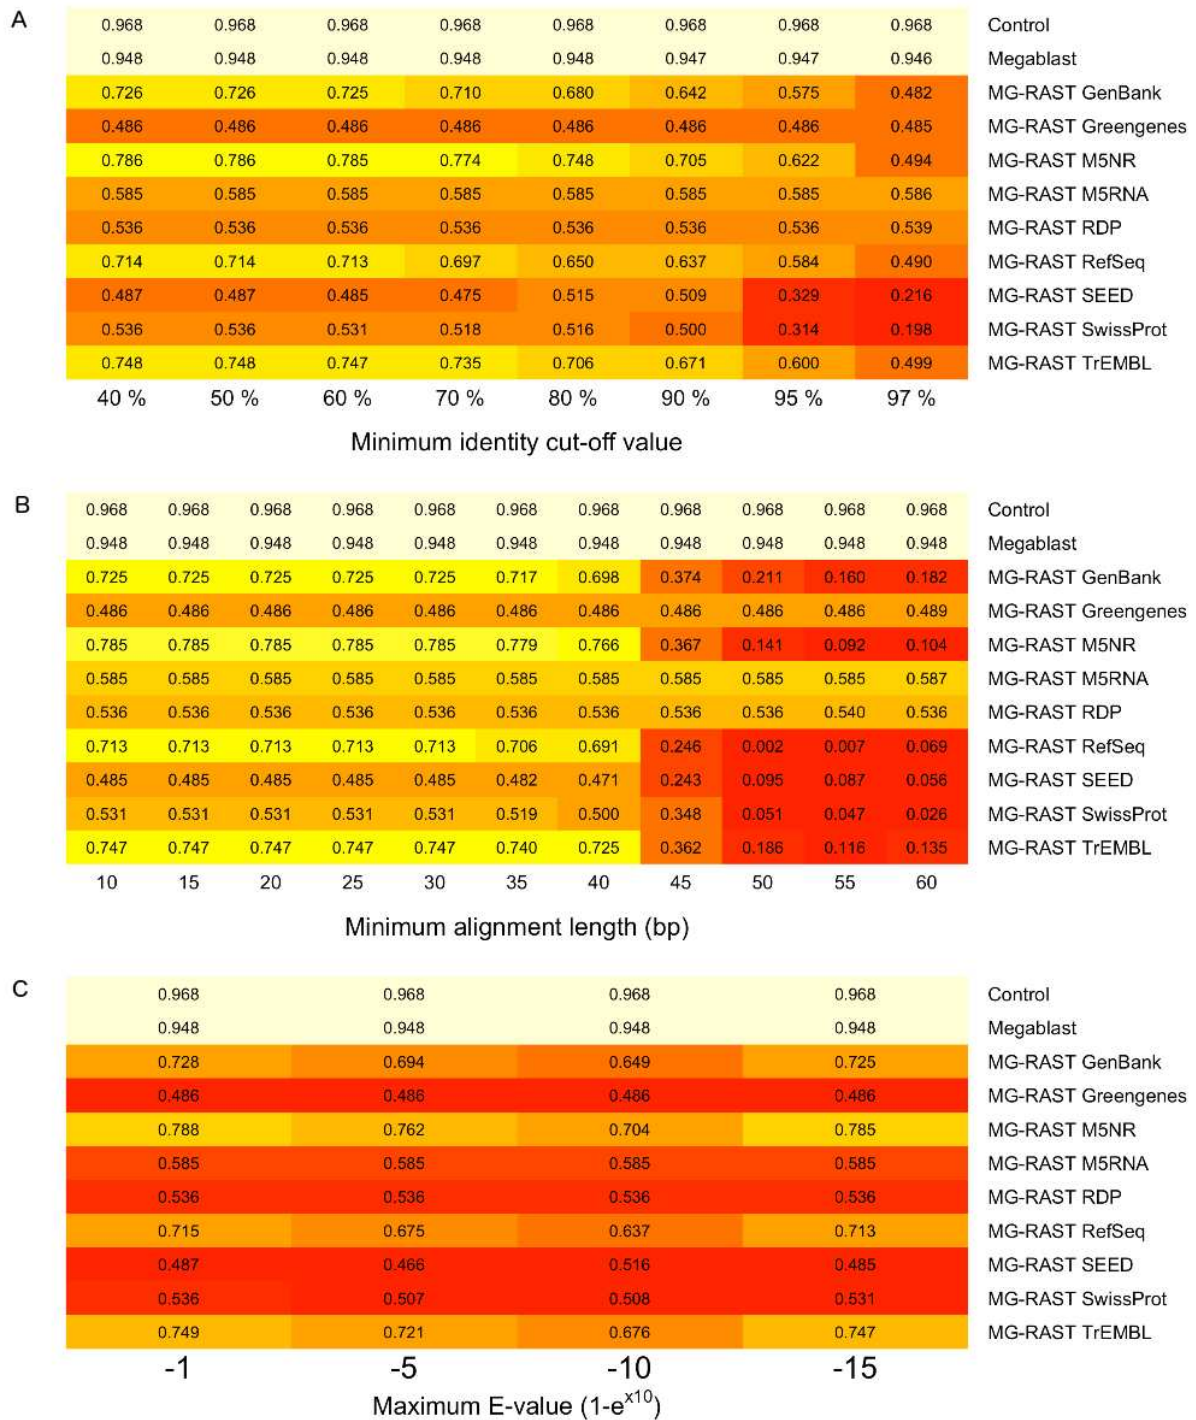 A
0.968 0.968 0.968 0.968 0.968 0.968 0.968 0.968 Control
0.948 0.948 0.948 0.948 0.948 0.947 0.947 0.946 Megablast
0.726 0.726 0.725 0.710 0.680 0.642 0.575 0.482 MG-RAST GenBank
0.486 0.486 0.486 0.486 0.486 0.486 0.486 0.485 MG-RAST Greengenes
0.786 0.786 0.785 0.774 0.748 0.705 0.622 0.494 MG-RAST M5NR
0.585 0.585 0.585 0.585 0.585 0.585 0.585 0.586 MG-RAST M5RNA
0.536 0.536 0.536 0.536 0.536 0.536 0.536 0.539 MG-RAST RDP
0.714 0.714 0.713 0.697 0.650 0.637 0.584 0.490 MG-RAST RefSeq
0.487 0.487 0.485 0.475 0.515 0.509 0.329 0.216 MG-RAST SEED
0.536 0.536 0.531 0.518 0.516 0.500 0.314 0.198 MG-RAST SwissProt
0.748 0.748 0.747 0.735 0.706 0.671 0.600 0.499 MG-RAST TrEMBL
40 % 50 % 60 % 70 % 80 % 90 % 95 % 97 %
Minimum identity cut-off value
B
0.968 0.968 0.968 0.968 0.968 0.968 0.968 0.968 0.968 0.968 0.968 Control
0.948 0.948 0.948 0.948 0.948 0.948 0.948 0.948 0.948 0.948 0.948 Megablast
0.725 0.725 0.725 0.725 0.725 0.717 0.698 0.374 0.211 0.160 0.182 MG-RAST GenBank
0.486 0.486 0.486 0.486 0.486 0.486 0.486 0.486 0.486 0.486 0.489 MG-RAST Greengenes
0.785 0.785 0.785 0.785 0.785 0.779 0.766 0.367 0.141 0.092 0.104 MG-RAST M5NR
0.585 0.585 0.585 0.585 0.585 0.585 0.585 0.585 0.585 0.585 0.587 MG-RAST M5RNA
0.536 0.536 0.536 0.536 0.536 0.536 0.536 0.536 0.536 0.540 0.536 MG-RAST RDP
0.713 0.713 0.713 0.713 0.713 0.706 0.691 0.246 0.002 0.007 0.069 MG-RAST RefSeq
0.485 0.485 0.485 0.485 0.485 0.482 0.471 0.243 0.095 0.087 0.056 MG-RAST SEED
0.531 0.531 0.531 0.531 0.531 0.519 0.500 0.348 0.051 0.047 0.026 MG-RAST SwissProt
0.747 0.747 0.747 0.747 0.747 0.740 0.725 0.362 0.186 0.116 0.135 MG-RAST TrEMBL
10 15 20 25 30 35 40 45 50 55 60
Minimum alignment length (bp)
C
0.968 0.968 0.968 0.968 Control
0.948 0.948 0.948 0.948 Megablast
0.728 0.694 0.649 0.725 MG-RAST GenBank
0.486 0.486 0.486 0.486 MG-RAST Greengenes
0.788 0.762 0.704 0.785 MG-RAST M5NR
0.585 0.585 0.585 0.585 MG-RAST M5RNA
0.536 0.536 0.536 0.536 MG-RAST RDP
0.715 0.675 0.637 0.713 MG-RAST RefSeq
0.487 0.466 0.516 0.485 MG-RAST SEED
0.536 0.507 0.508 0.531 MG-RAST SwissProt
0.749 0.721 0.676 0.747 MG-RAST TrEMBL
-1 -5 -10 -15
Maximum E-value (1-e^x10)